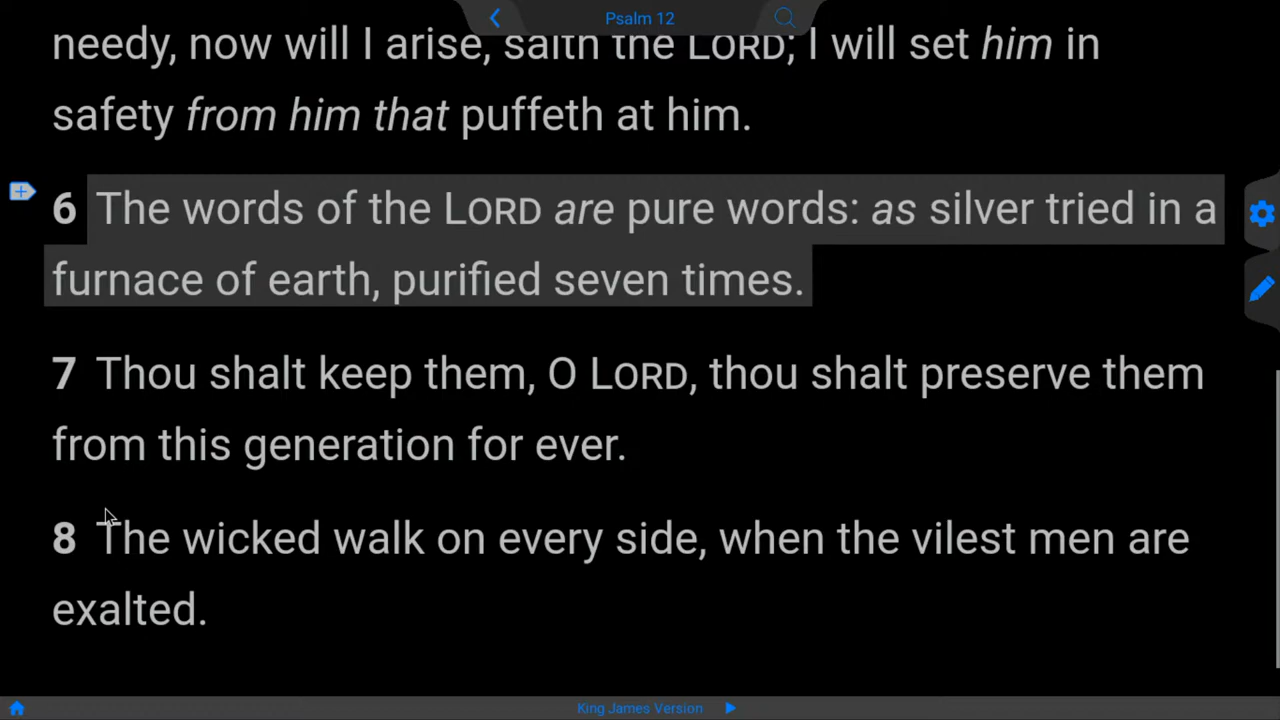 Psalm 12
needy, now will I arise, saith the LORD; I will set him in
safety from him that puffeth at him.
6 The words of the LORD are pure words: as silver tried in a
furnace of earth, purified seven times.
7 Thou shalt keep them, O LORD, thou shalt preserve them
from this generation for ever.
8 The wicked walk on every side, when the vilest men are
exalted.
King James Version